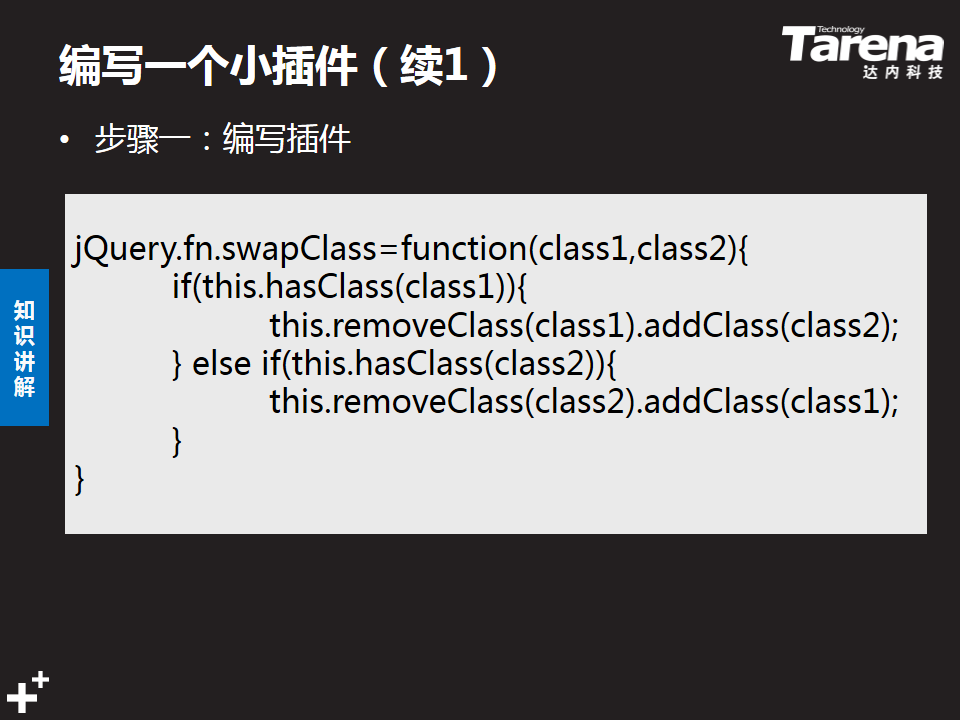 编写一个小插件（续1）
Technology
Tarena
达内科技
• 步骤一：编写插件
知识讲解
jQuery.fn.swapClass=function(class1,class2){
if(this.hasClass(class1)){
this.removeClass(class1).addClass(class2);
} else if(this.hasClass(class2)){
this.removeClass(class2).addClass(class1);
}
}